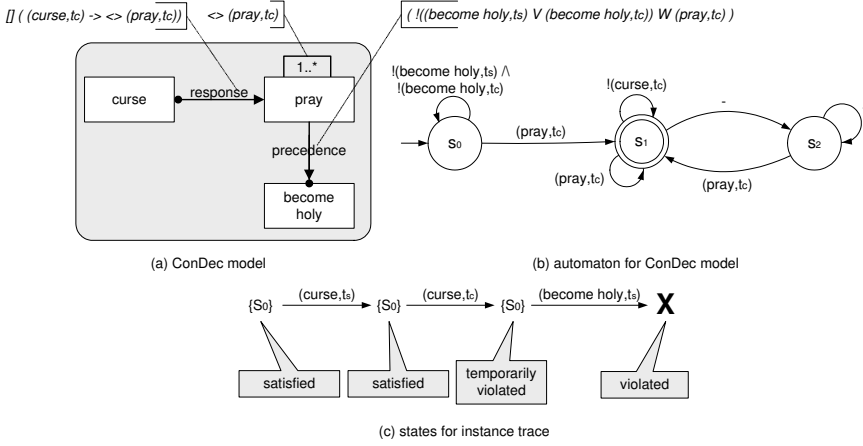 [] ( (curse,tc) -> <> (pray,tc))
<> (pray,tc)
( !((become holy,ts) V (become holy,tc)) W (pray,tc) )
1..*
curse
response
pray
precedence
become
holy
(a) ConDec model
!(become holy,ts) /\
!(become holy,tc)
S0
(pray,tc)
!(curse,tc)
S1
(pray,tc)
-
S2
(pray,tc)
(b) automaton for ConDec model
{S0} (curse,ts) {S0} (curse,tc) {S0} (become holy,ts) X
satisfied
satisfied
temporarily
violated
violated
(c) states for instance trace